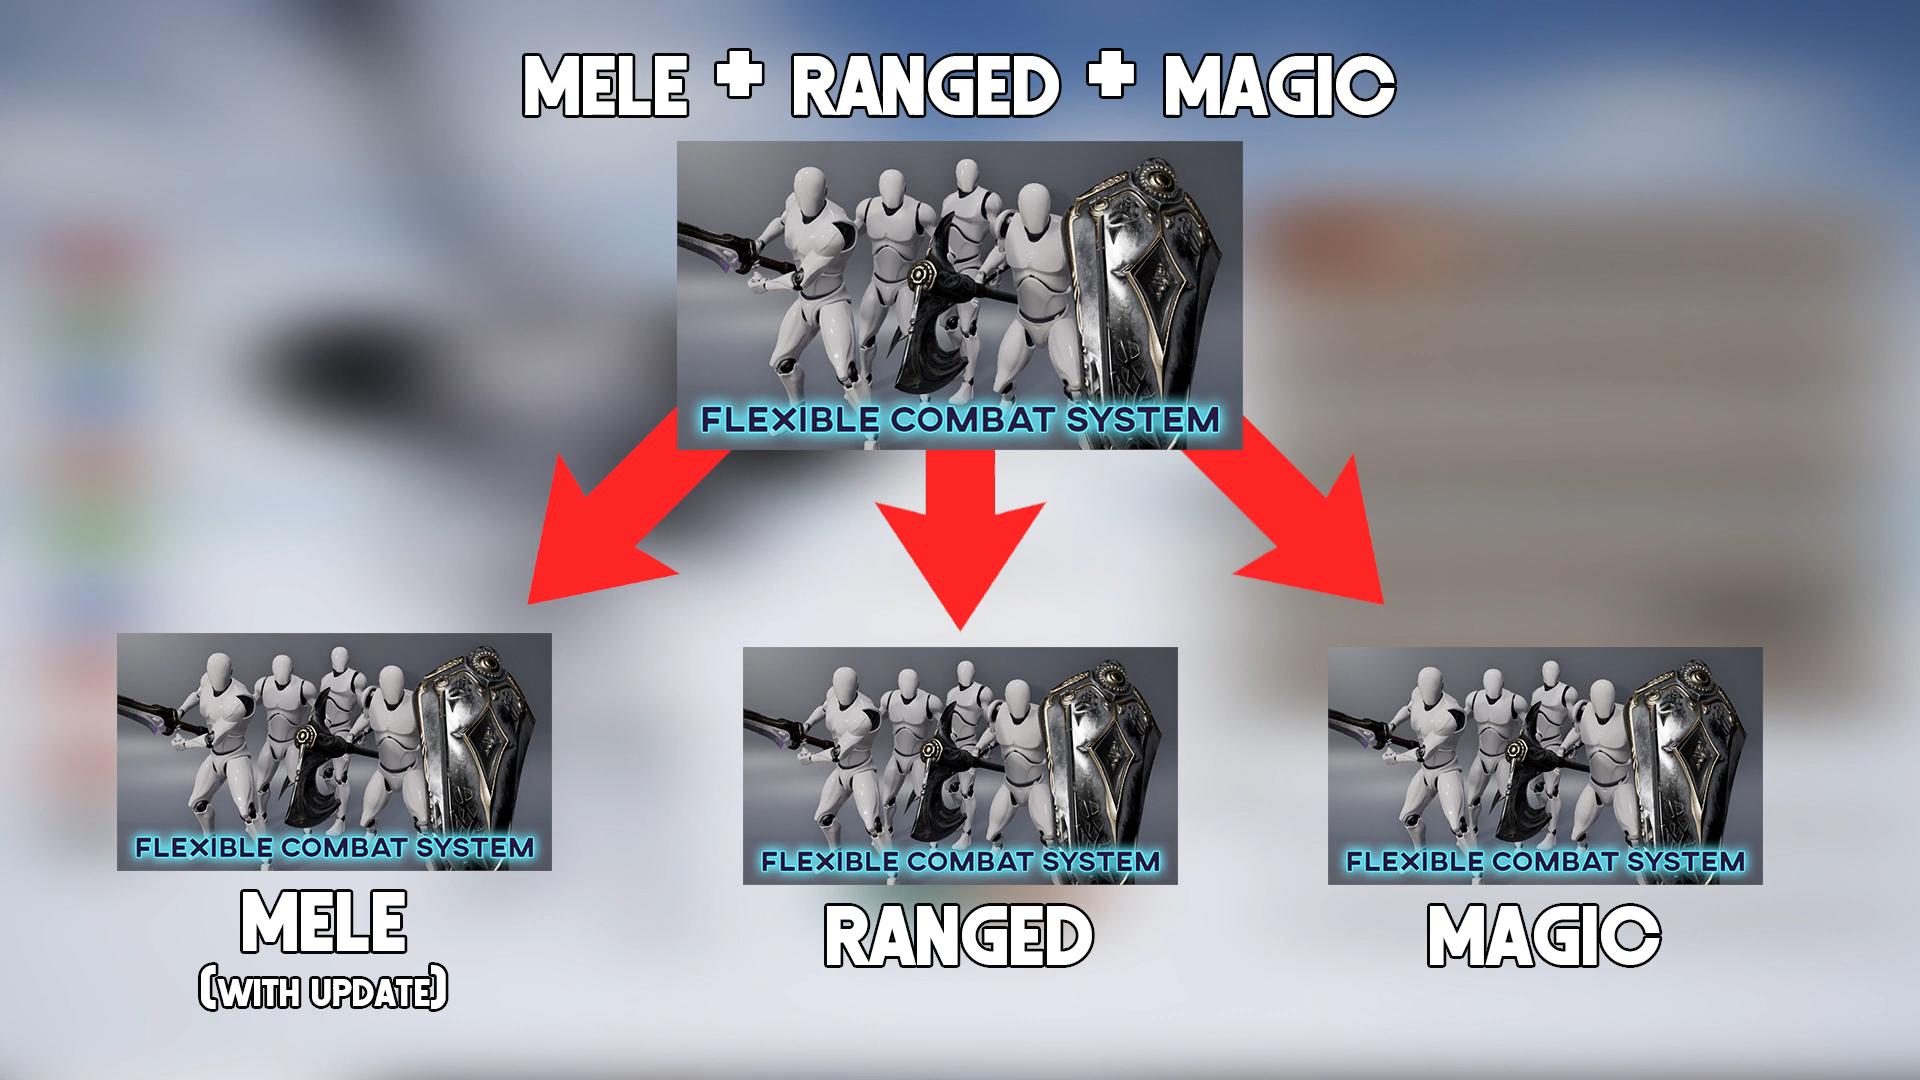 MELE + RANGED + MAGIC
FLEXIBLE COMBAT SYSTEM
FLEXIBLE COMBAT SYSTEM
MELE
(WITH UPDATE)
FLEXIBLE COMBAT SYSTEM
RANGED
FLEXIBLE COMBAT SYSTEM
MAGIC